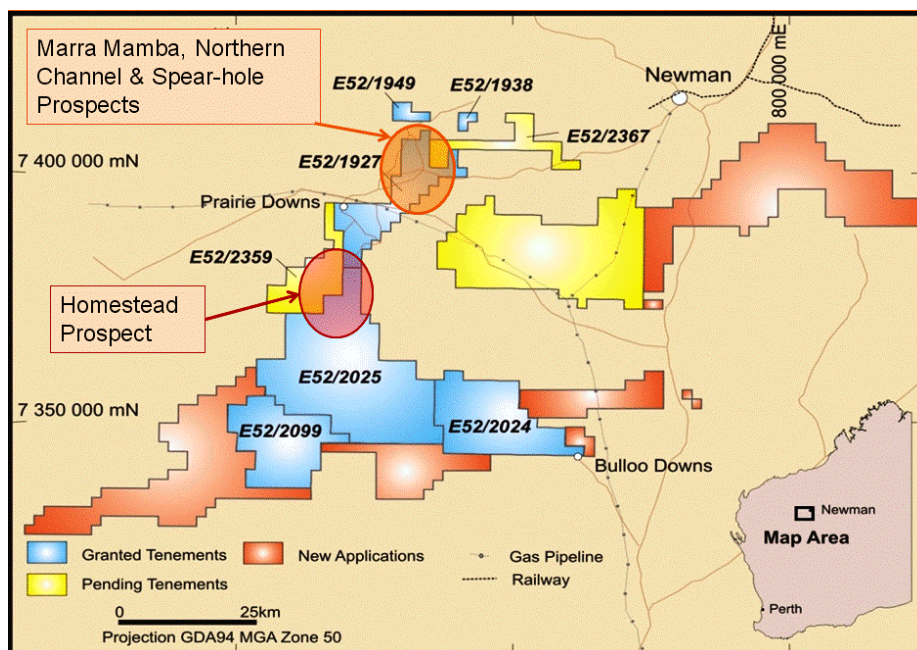 Marra Mamba, Northern
Channel & Spear-hole
Prospects
E52/1949
E52/1938
Newman
800 000 mE
E52/2367
7 400 000 mN
E52/1927
Prairie Downs
E52/2359
Homestead
Prospect
E52/2025
7 350 000 mN
E52/2099
E52/2024
Bulloo Downs
Newman
Map Area
Perth
Granted Tenements
New Applications
Gas Pipeline
Railway
Pending Tenements
0
25km
Projection GDA94 MGA Zone 50